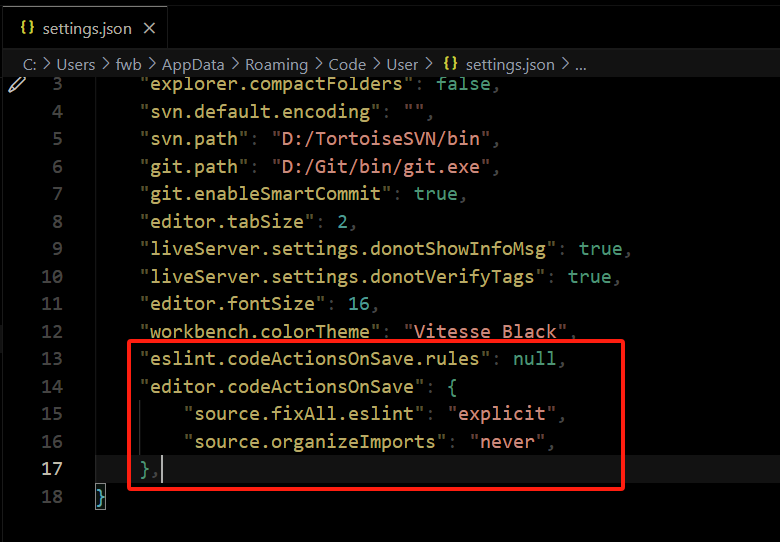 {} settings.json ×
C: > Users > fwb > AppData > Roaming > Code > User > {} settings.json > ...
3 "explorer.compactFolders": false,
4 "svn.default.encoding": "",
5 "svn.path": "D:/TortoiseSVN/bin",
6 "git.path": "D:/Git/bin/git.exe",
7 "git.enableSmartCommit": true,
8 "editor.tabSize": 2,
9 "liveServer.settings.donotShowInfoMsg": true,
10 "liveServer.settings.donotVerifyTags": true,
11 "editor.fontSize": 16,
12 "workbench.colorTheme": "Vitesse Black",
13 "eslint.codeActionsOnSave.rules": null,
14 "editor.codeActionsOnSave": {
15 "source.fixAll.eslint": "explicit",
16 "source.organizeImports": "never",
17 },
18 }